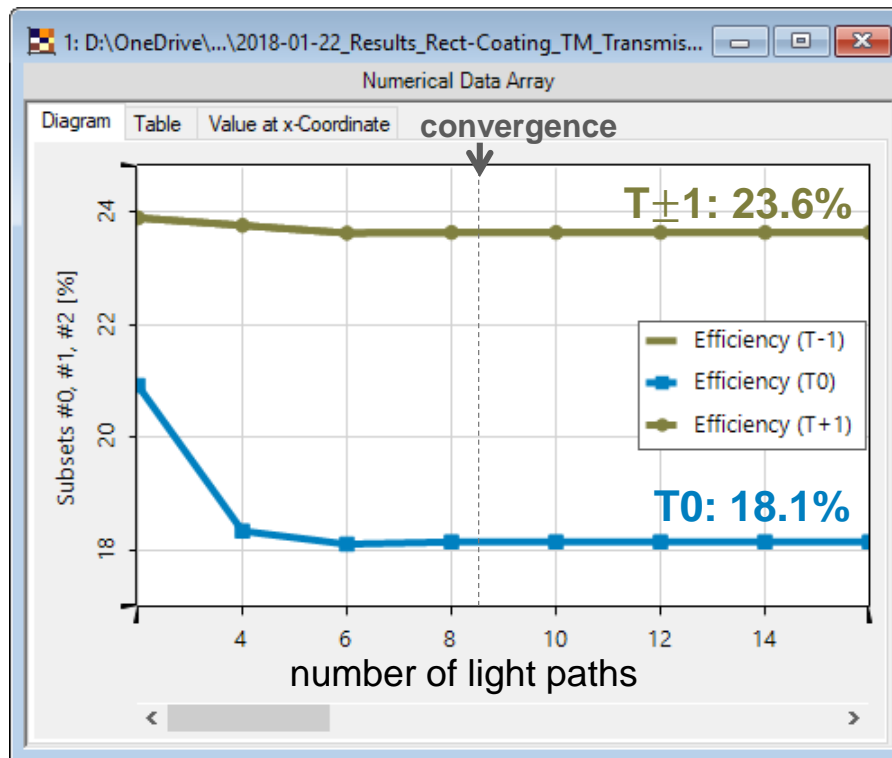 1: D:\OneDrive\...\2018-01-22_Results_Rect-Coating_TM_Transmis...
Numerical Data Array
Diagram Table Value at x-Coordinate
convergence
T±1: 23.6%
24
22
20
18
Subsets #0, #1, #2 [%]
Efficiency (T-1)
Efficiency (T0)
Efficiency (T+1)
T0: 18.1%
4 6 8 10 12 14
number of light paths